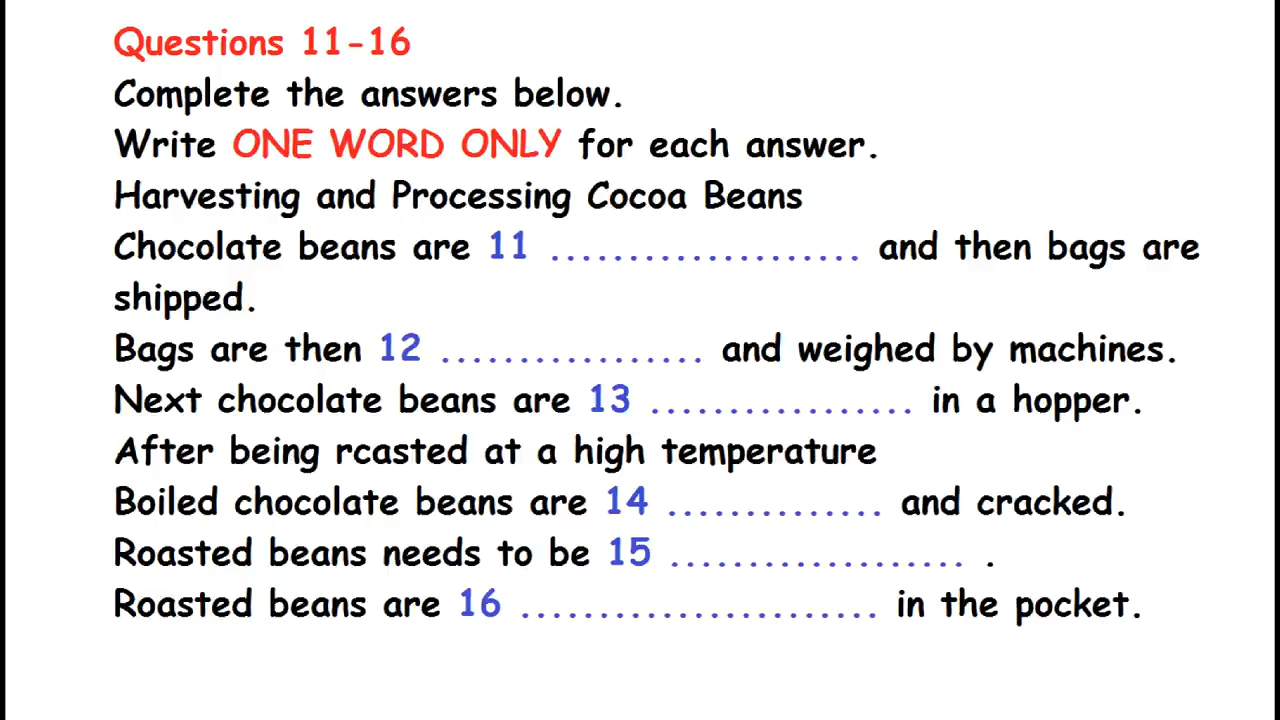 Questions 11-16
Complete the answers below.
Write ONE WORD ONLY for each answer.
Harvesting and Processing Cocoa Beans
Chocolate beans are 11 .................... and then bags are
shipped.
Bags are then 12 ................. and weighed by machines.
Next chocolate beans are 13 ................. in a hopper.
After being rcasted at a high temperature
Boiled chocolate beans are 14 .............. and cracked.
Roasted beans needs to be 15 ................... .
Roasted beans are 16 ....................... in the pocket.